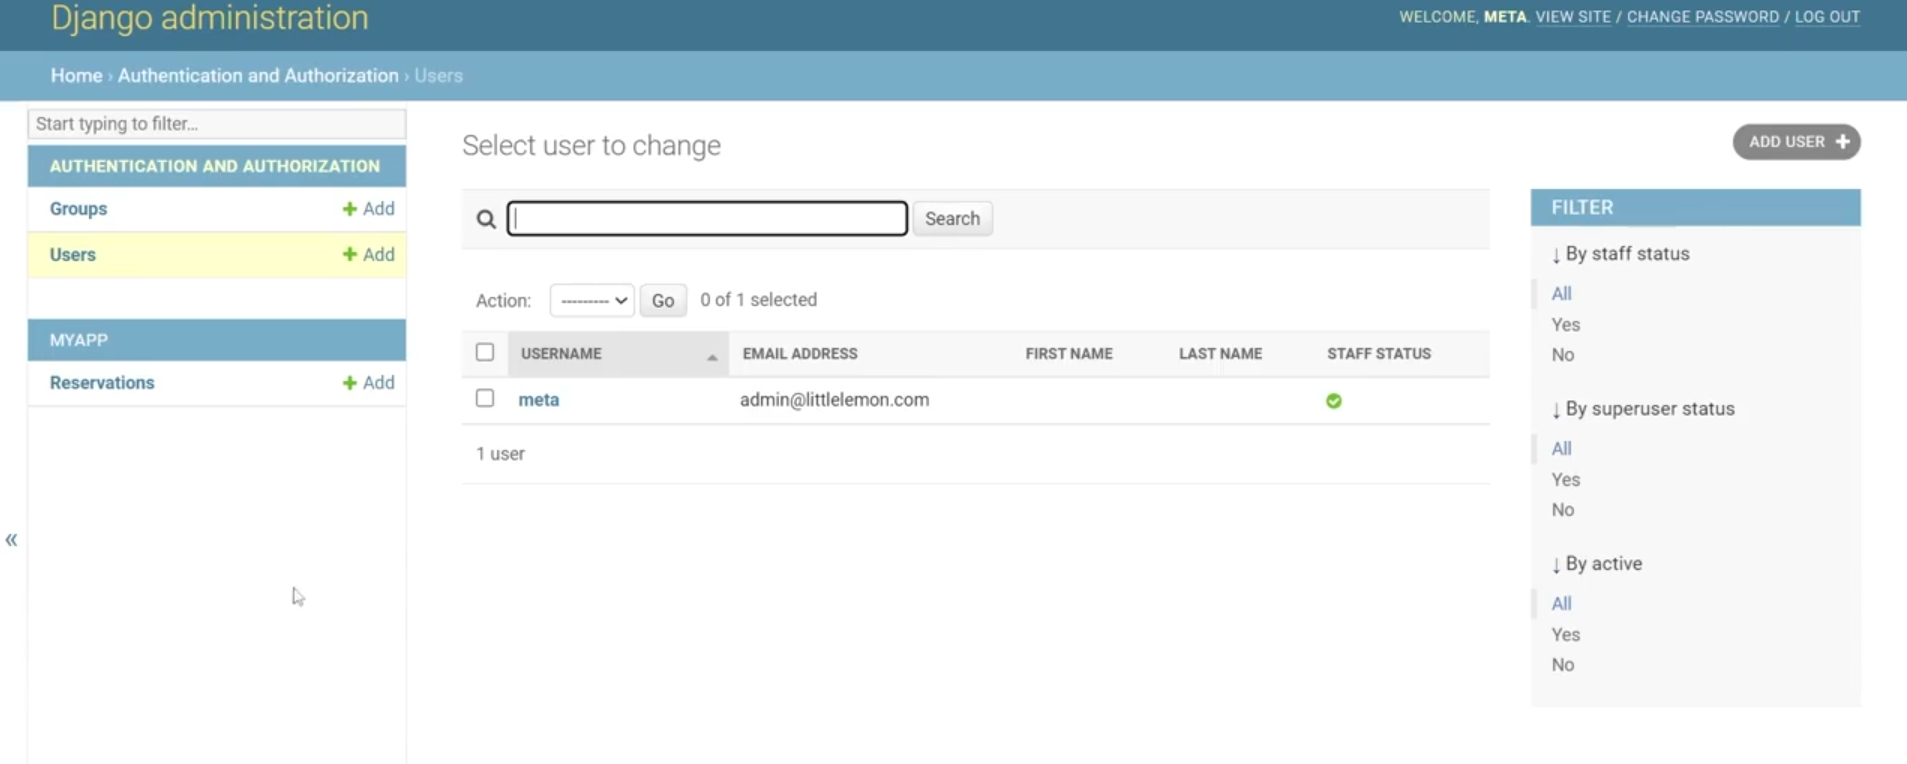 Django administration
WELCOME, META. VIEW SITE / CHANGE PASSWORD / LOG OUT
Home › Authentication and Authorization › Users
Start typing to filter...
AUTHENTICATION AND AUTHORIZATION
Groups + Add
Users + Add
MYAPP
Reservations + Add
«
Select user to change
ADD USER +
Search
Action: --------- Go 0 of 1 selected
USERNAME EMAIL ADDRESS FIRST NAME LAST NAME STAFF STATUS
meta admin@littlelemon.com
1 user
FILTER
↓ By staff status
All
Yes
No
↓ By superuser status
All
Yes
No
↓ By active
All
Yes
No